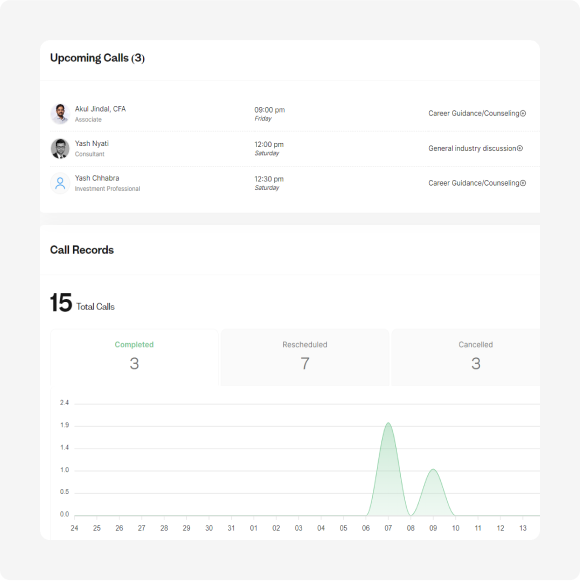 Upcoming Calls (3)
Akul Jindal, CFA
Associate
09:00 pm
Friday
Career Guidance/Counseling
Yash Nyati
Consultant
12:00 pm
Saturday
General industry discussion
Yash Chhabra
Investment Professional
12:30 pm
Saturday
Career Guidance/Counseling
Call Records
15 Total Calls
Completed
3
Rescheduled
7
Cancelled
3
2.4
1.9
1.4
1.0
0.5
0.0
24 25 26 27 28 29 30 31 01 02 03 04 05 06 07 08 09 10 11 12 13